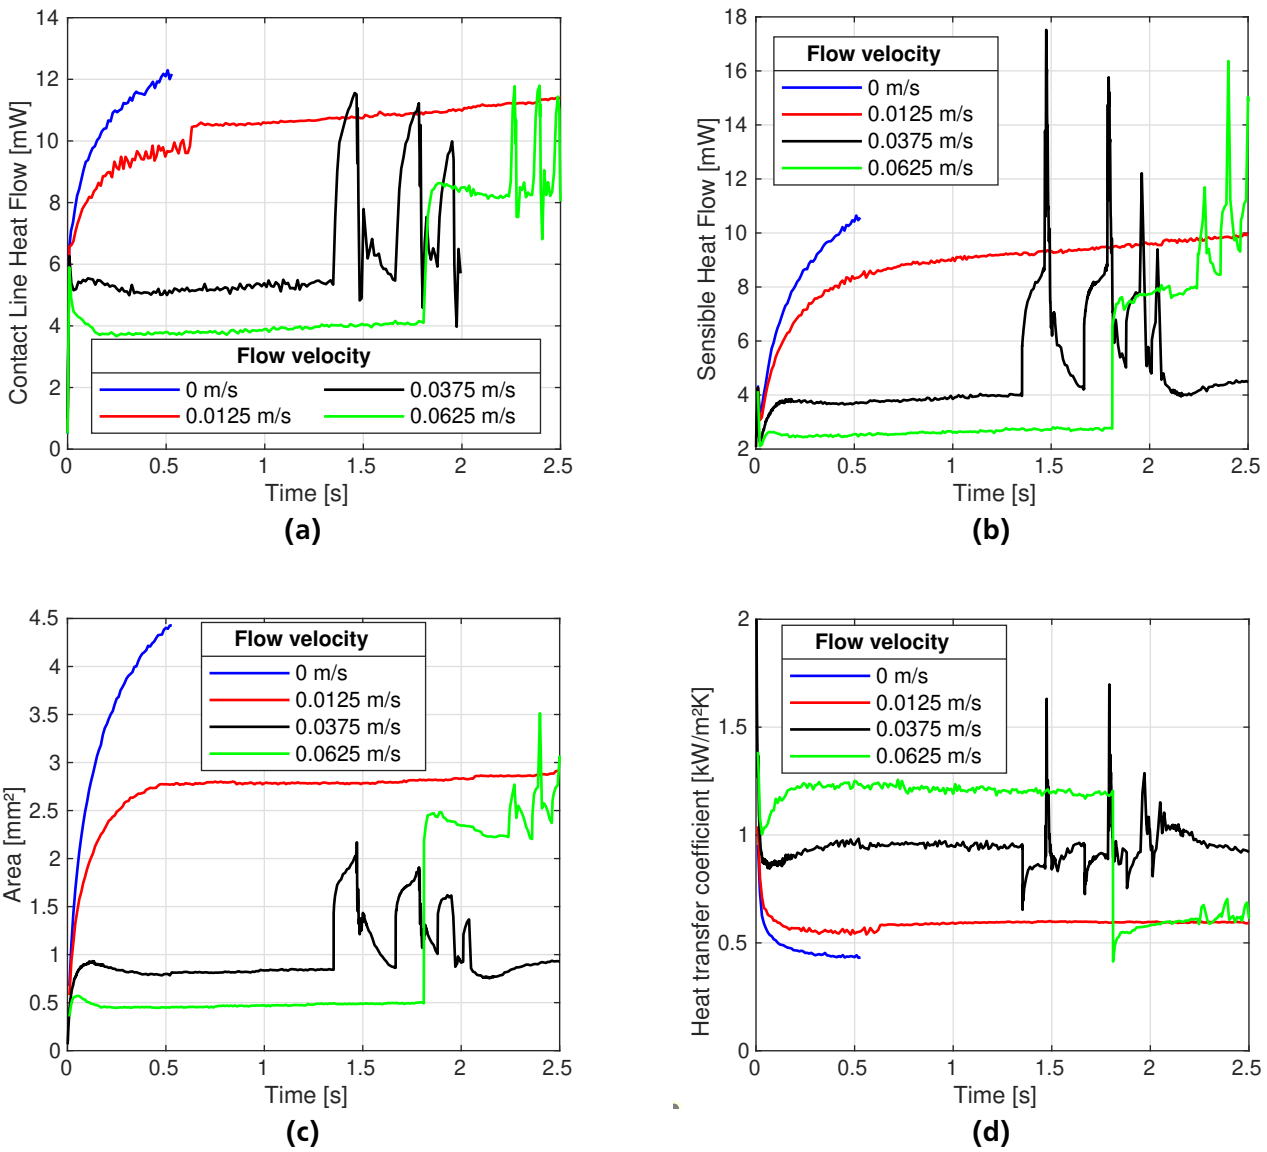 14
12
10
8
6
4
2
0
Contact Line Heat Flow [mW]
Flow velocity
0 m/s
0.0375 m/s
0.0125 m/s
0.0625 m/s
0
0.5
1
1.5
2
2.5
Time [s]
(a)
18
16
14
12
10
8
6
4
2
Sensible Heat Flow [mW]
Flow velocity
0 m/s
0.0125 m/s
0.0375 m/s
0.0625 m/s
0
0.5
1
1.5
2
2.5
Time [s]
(b)
4.5
4
3.5
3
2.5
2
1.5
1
0.5
0
Area [mm²]
Flow velocity
0 m/s
0.0125 m/s
0.0375 m/s
0.0625 m/s
0
0.5
1
1.5
2
2.5
Time [s]
(c)
2
1.5
1
0.5
0
Heat transfer coefficient [kW/m²K]
Flow velocity
0 m/s
0.0125 m/s
0.0375 m/s
0.0625 m/s
0
0.5
1
1.5
2
2.5
Time [s]
(d)